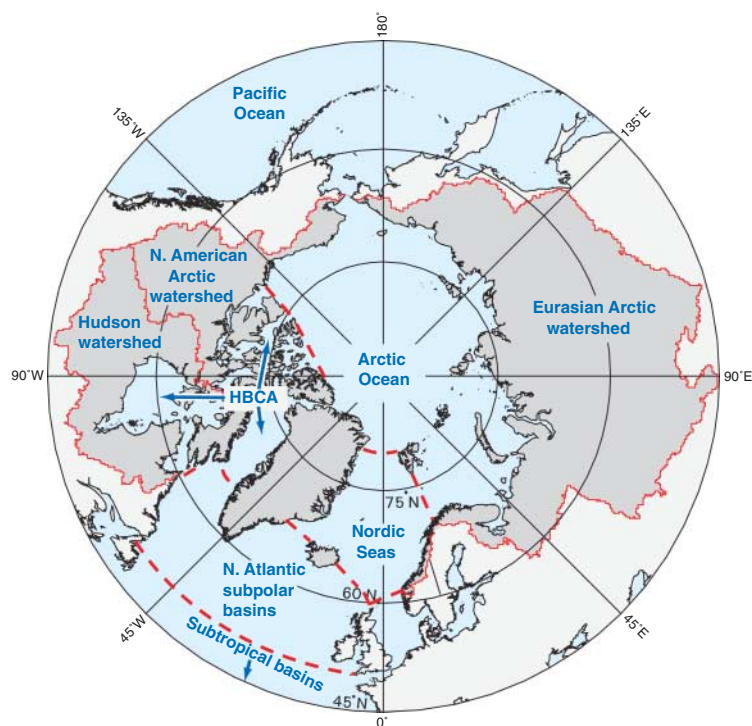 180˚
Pacific
Ocean
135˚W
135˚E
N. American
Arctic
watershed
Hudson
watershed
Eurasian Arctic
watershed
Arctic
Ocean
90˚W
90˚E
HBCA
75˚N
Nordic
Seas
N. Atlantic
subpolar
basins
60˚N
45˚W
45˚E
Subtropical basins
45˚N
0˚